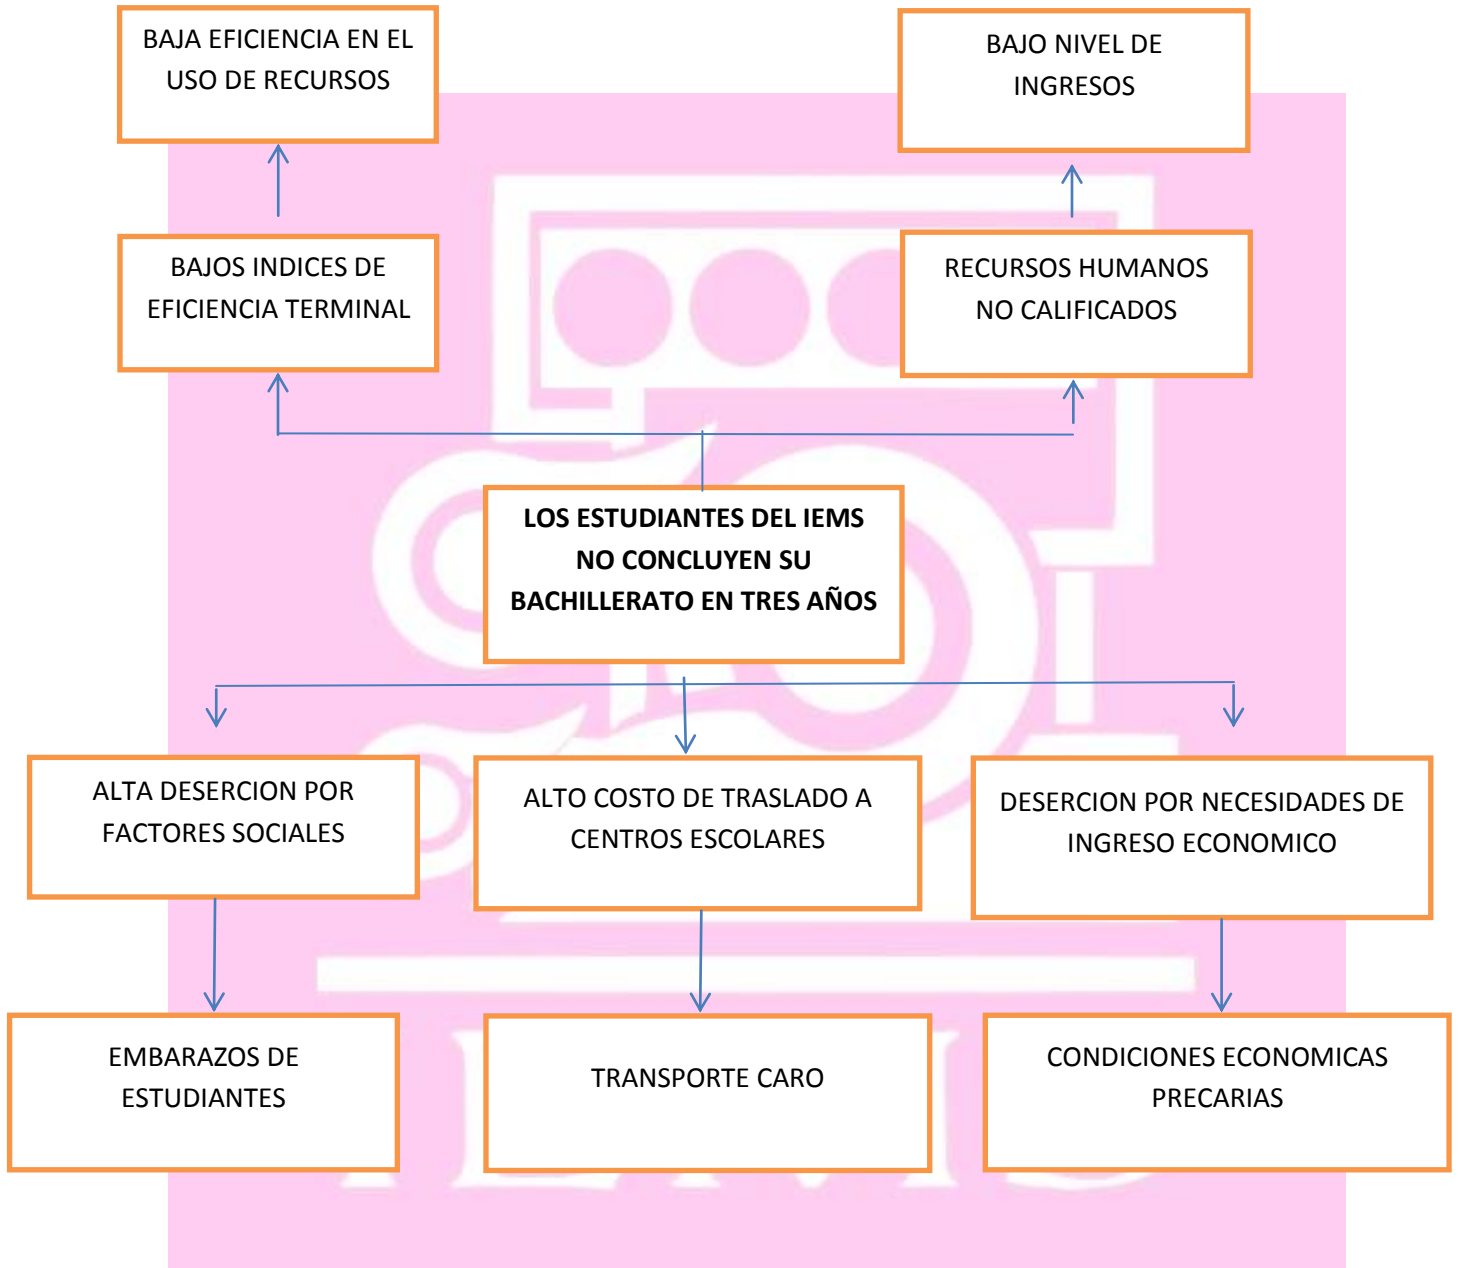 BAJA EFICIENCIA EN EL
USO DE RECURSOS
BAJO NIVEL DE
INGRESOS
BAJOS INDICES DE
EFICIENCIA TERMINAL
RECURSOS HUMANOS
NO CALIFICADOS
LOS ESTUDIANTES DEL IEMS
NO CONCLUYEN SU
BACHILLERATO EN TRES AÑOS
ALTA DESERCION POR
FACTORES SOCIALES
ALTO COSTO DE TRASLADO A
CENTROS ESCOLARES
DESERCION POR NECESIDADES DE
INGRESO ECONOMICO
EMBARAZOS DE
ESTUDIANTES
TRANSPORTE CARO
CONDICIONES ECONOMICAS
PRECARIAS